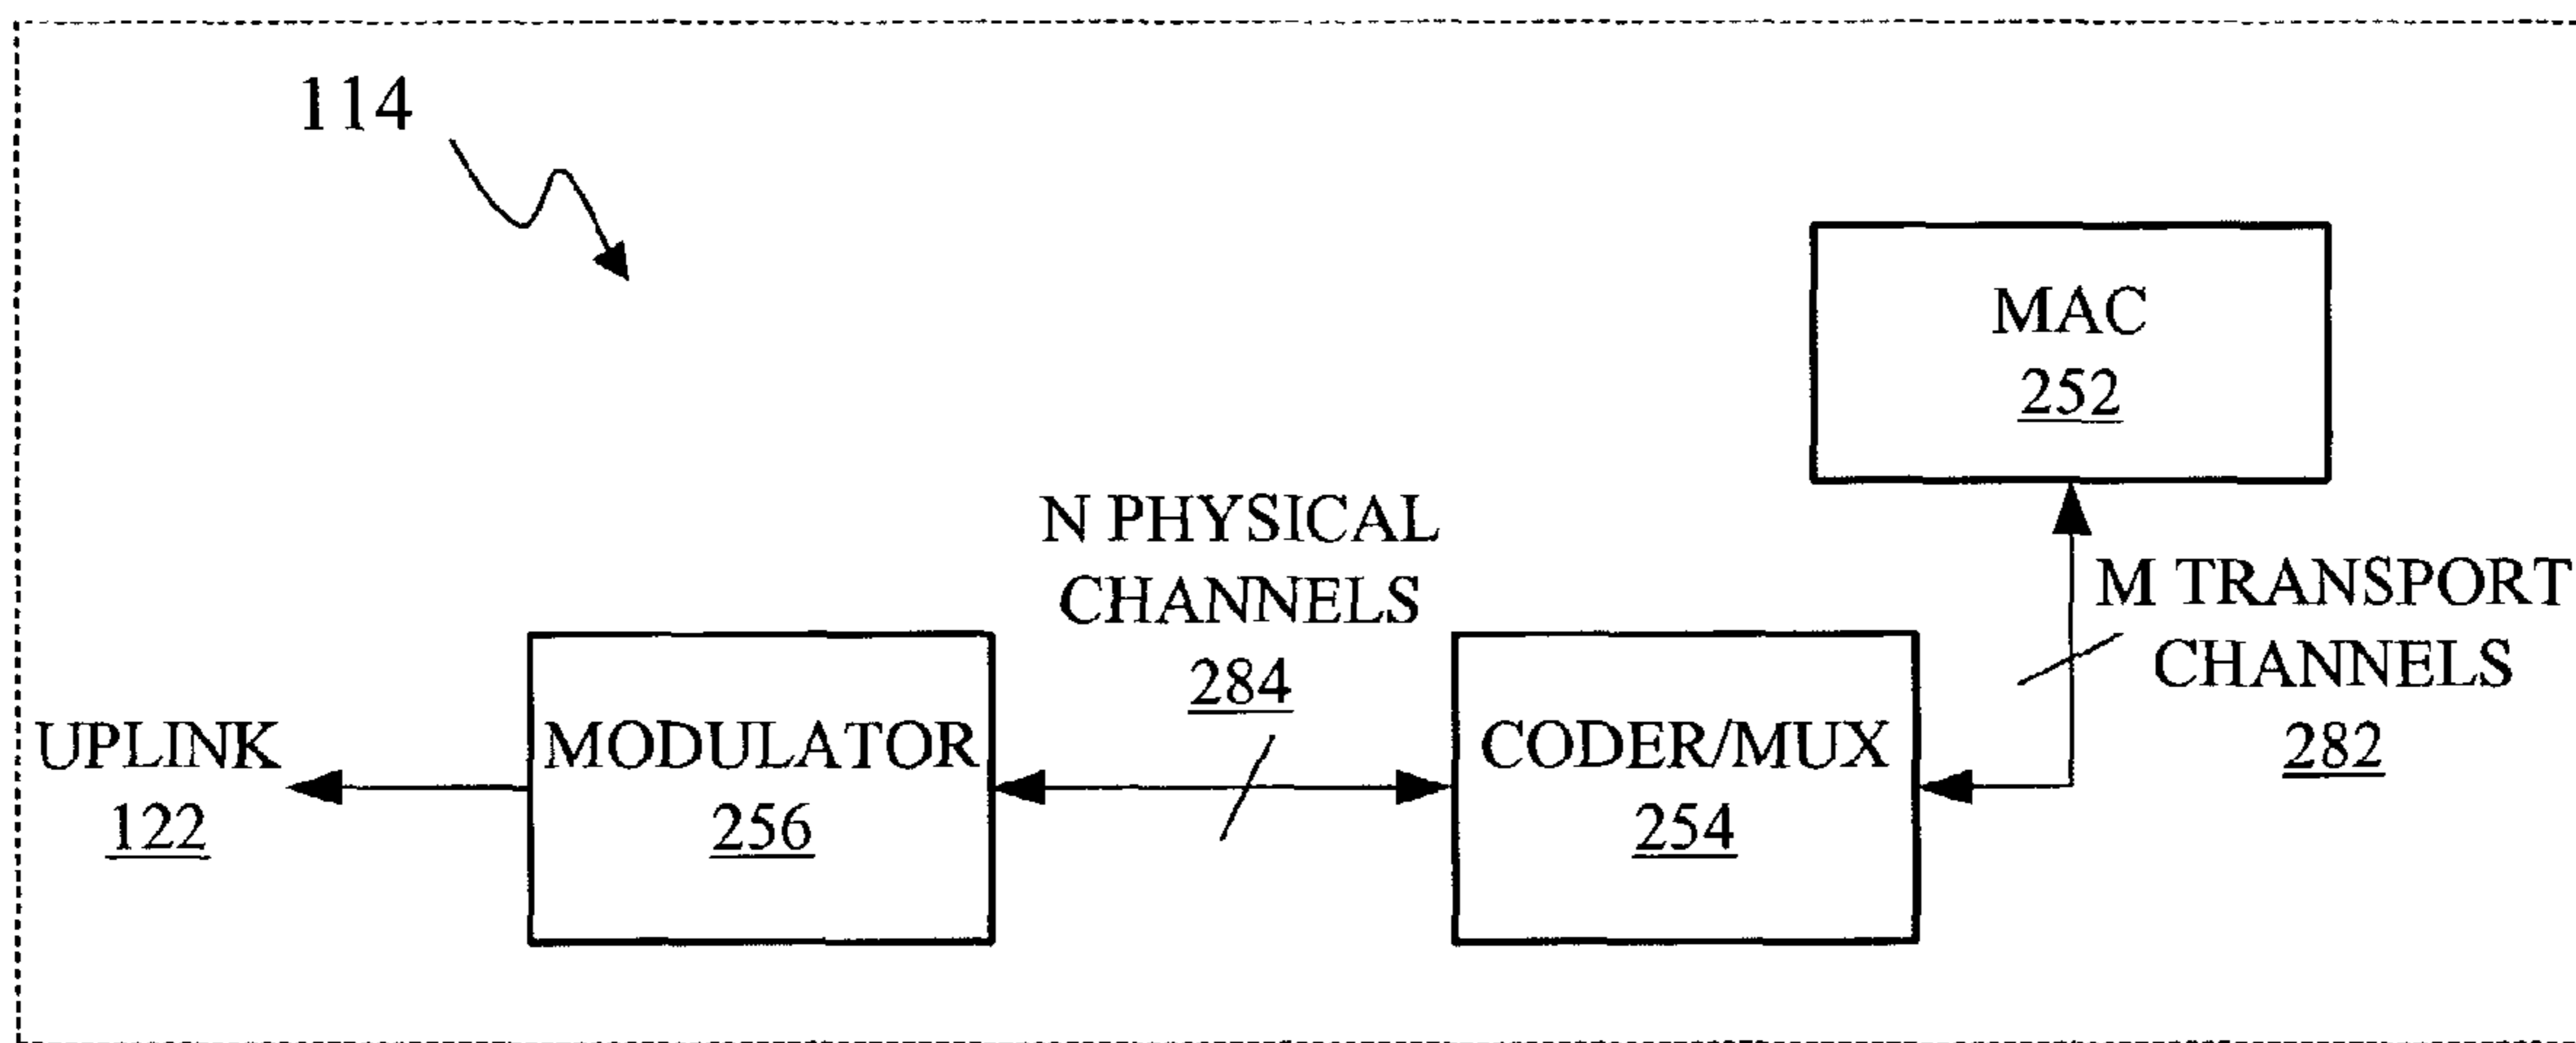 114
MAC
252
N PHYSICAL
CHANNELS
284
M TRANSPORT
CHANNELS
282
UPLINK
122
MODULATOR
256
CODER/MUX
254